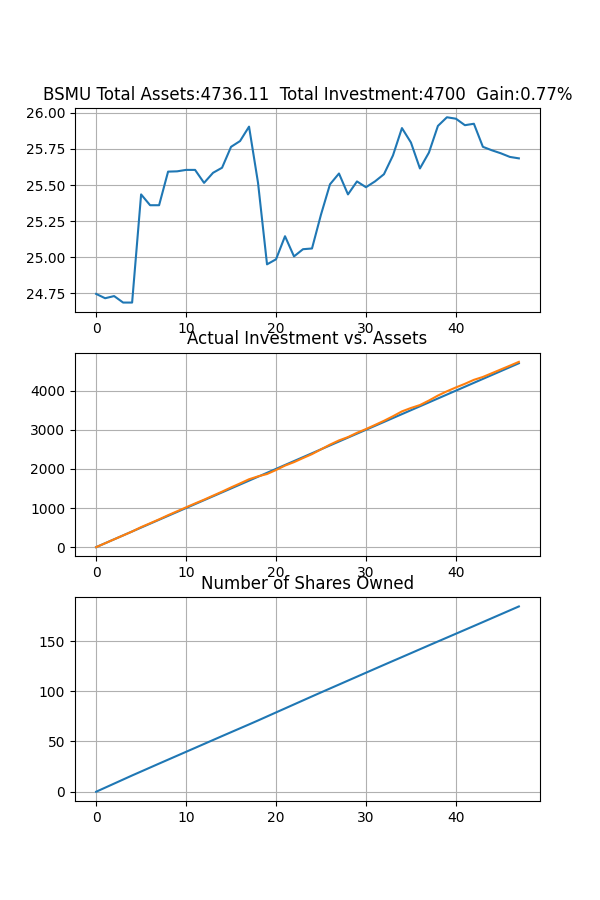 BSMU Total Assets:4736.11  Total Investment:4700  Gain:0.77%
26.00
25.75
25.50
25.25
25.00
24.75
0 10 20 30 40
Actual Investment vs. Assets
4000
3000
2000
1000
0
0 10 20 30 40
Number of Shares Owned
150
100
50
0
0 10 20 30 40